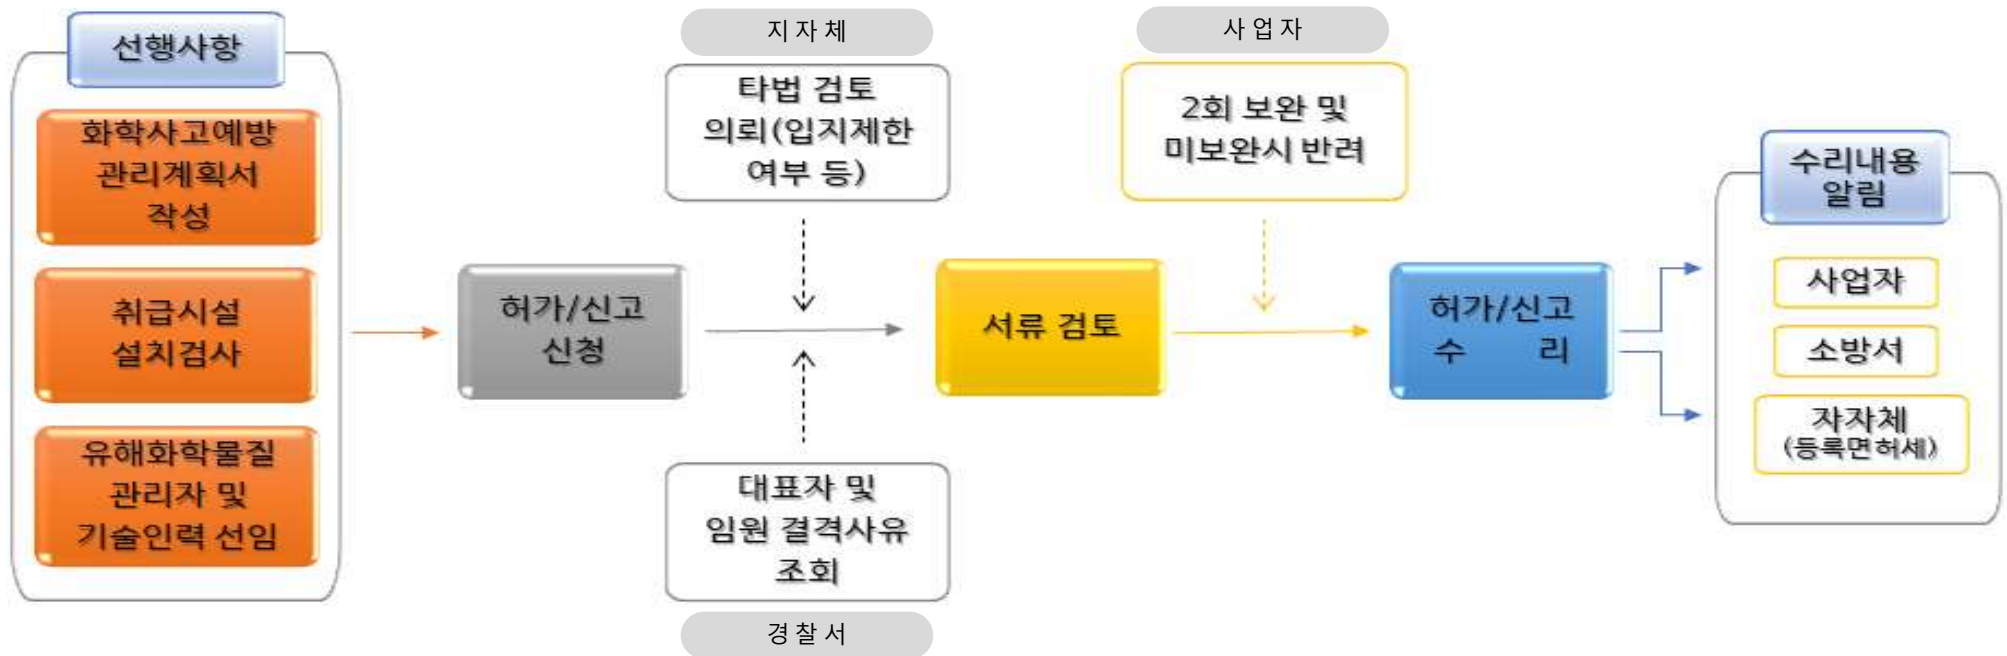 선행사항
화학사고예방
관리계획서
작성
취급시설
설치검사
유해화학물질
관리자 및
기술인력 선임
허가/신고
신청
지자체
타법 검토
의뢰(입지제한
여부 등)
대표자 및
임원 결격사유
조회
경찰서
서류 검토
사업자
2회 보완 및
미보완시 반려
허가/신고
수 리
수리내용
알림
사업자
소방서
자자체
(등록면허세)